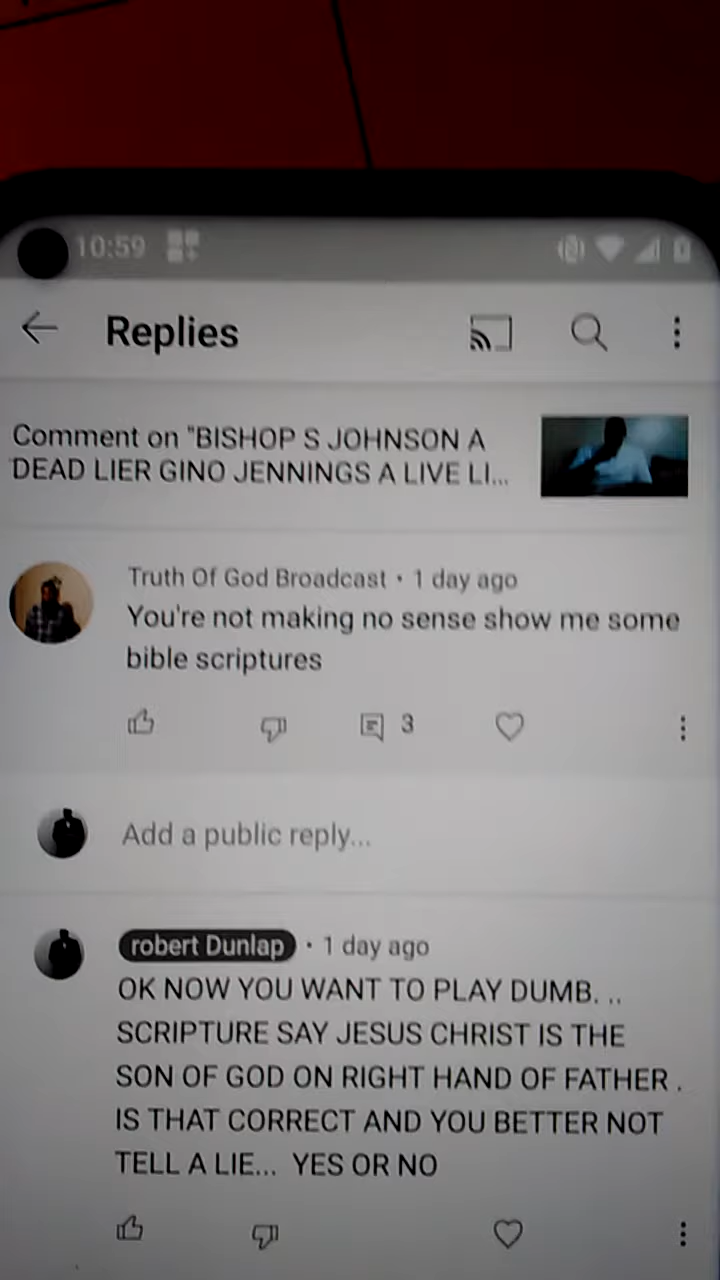 10:59
Replies
Comment on "BISHOP S JOHNSON A
DEAD LIER GINO JENNINGS A LIVE LI...
Truth Of God Broadcast • 1 day ago
You're not making no sense show me some
bible scriptures
3
Add a public reply...
robert Dunlap • 1 day ago
OK NOW YOU WANT TO PLAY DUMB. ..
SCRIPTURE SAY JESUS CHRIST IS THE
SON OF GOD ON RIGHT HAND OF FATHER .
IS THAT CORRECT AND YOU BETTER NOT
TELL A LIE... YES OR NO